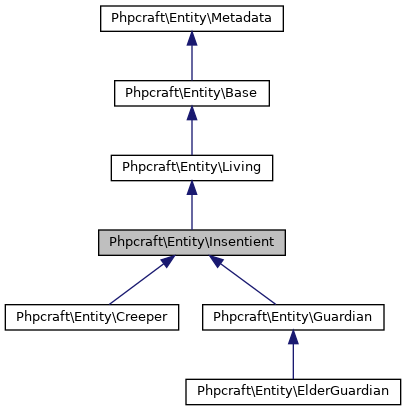 Phpcraft\Entity\Metadata
Phpcraft\Entity\Base
Phpcraft\Entity\Living
Phpcraft\Entity\Insentient
Phpcraft\Entity\Creeper
Phpcraft\Entity\Guardian
Phpcraft\Entity\ElderGuardian